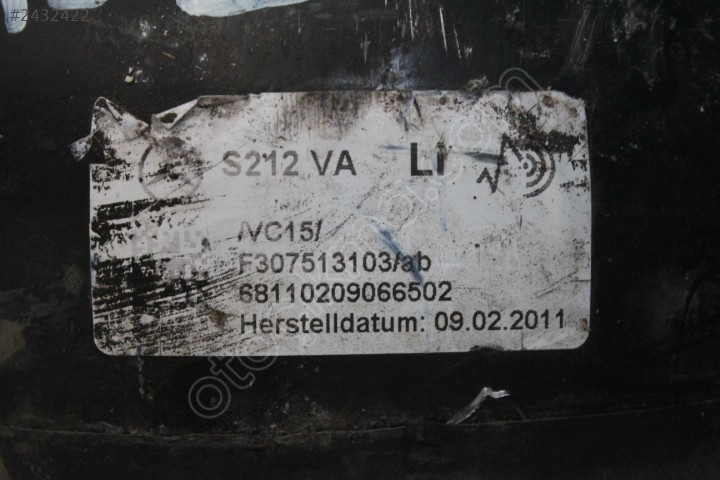 #2432422
S212 VA LI
/VC15/
F307513103/ab
68110209066502
Herstelldatum: 09.02.2011